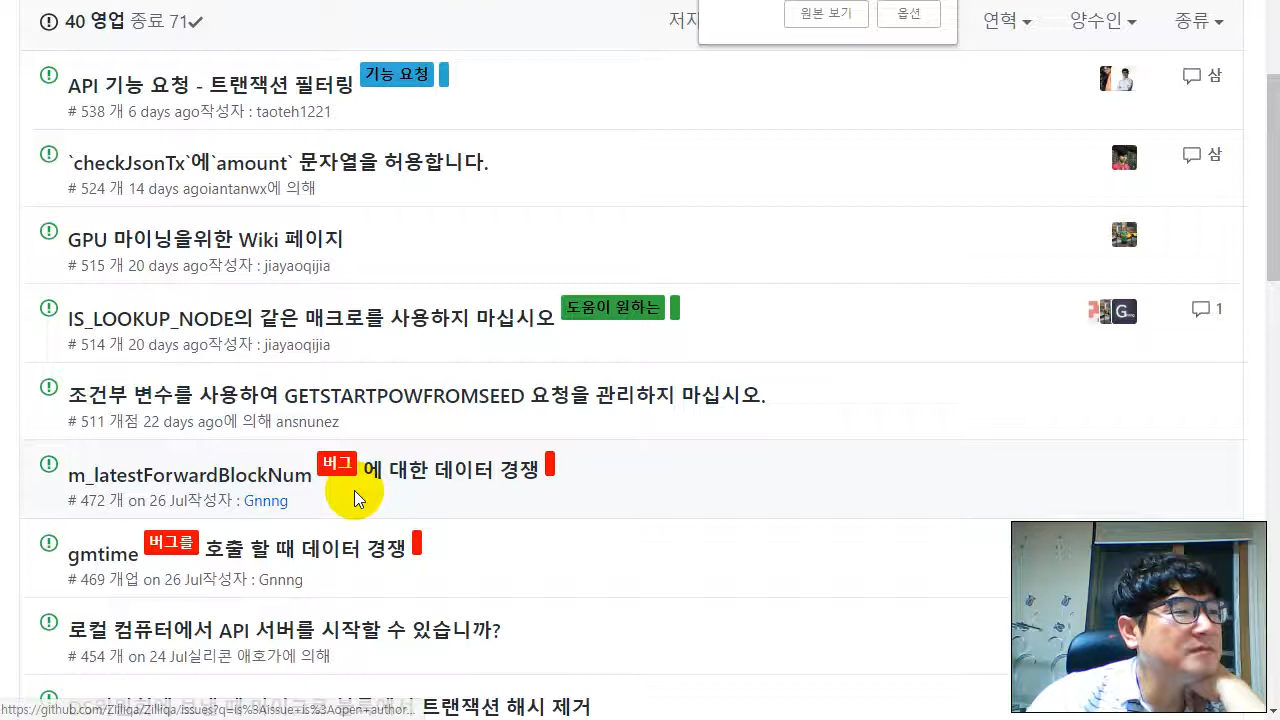 40 영업 종료 71
저자
원본 보기
옵션
연혁
양수인
종류
API 기능 요청 - 트랜잭션 필터링 기능 요청
삼
# 538 개 6 days ago작성자 : taoteh1221
`checkJsonTx`에`amount` 문자열을 허용합니다.
삼
# 524 개 14 days agoiantanwx에 의해
GPU 마이닝을위한 Wiki 페이지
# 515 개 20 days ago작성자 : jiayaoqijia
IS_LOOKUP_NODE의 같은 매크로를 사용하지 마십시오 도움이 원하는
G
1
# 514 개 20 days ago작성자 : jiayaoqijia
조건부 변수를 사용하여 GETSTARTPOWFROMSEED 요청을 관리하지 마십시오.
# 511 개점 22 days ago에 의해 ansnunez
m_latestForwardBlockNum 버그 에 대한 데이터 경쟁
# 472 개 on 26 Jul작성자 : Gnnng
gmtime 버그를 호출 할 때 데이터 경쟁
# 469 개업 on 26 Jul작성자 : Gnnng
로컬 컴퓨터에서 API 서버를 시작할 수 있습니까?
# 454 개 on 24 Jul실리콘 애호가에 의해
트랜잭션 해시 제거
https://github.com/Zilliqa/Zilliqa/issues?q=is%3Aissue+is%3Aopen+author...